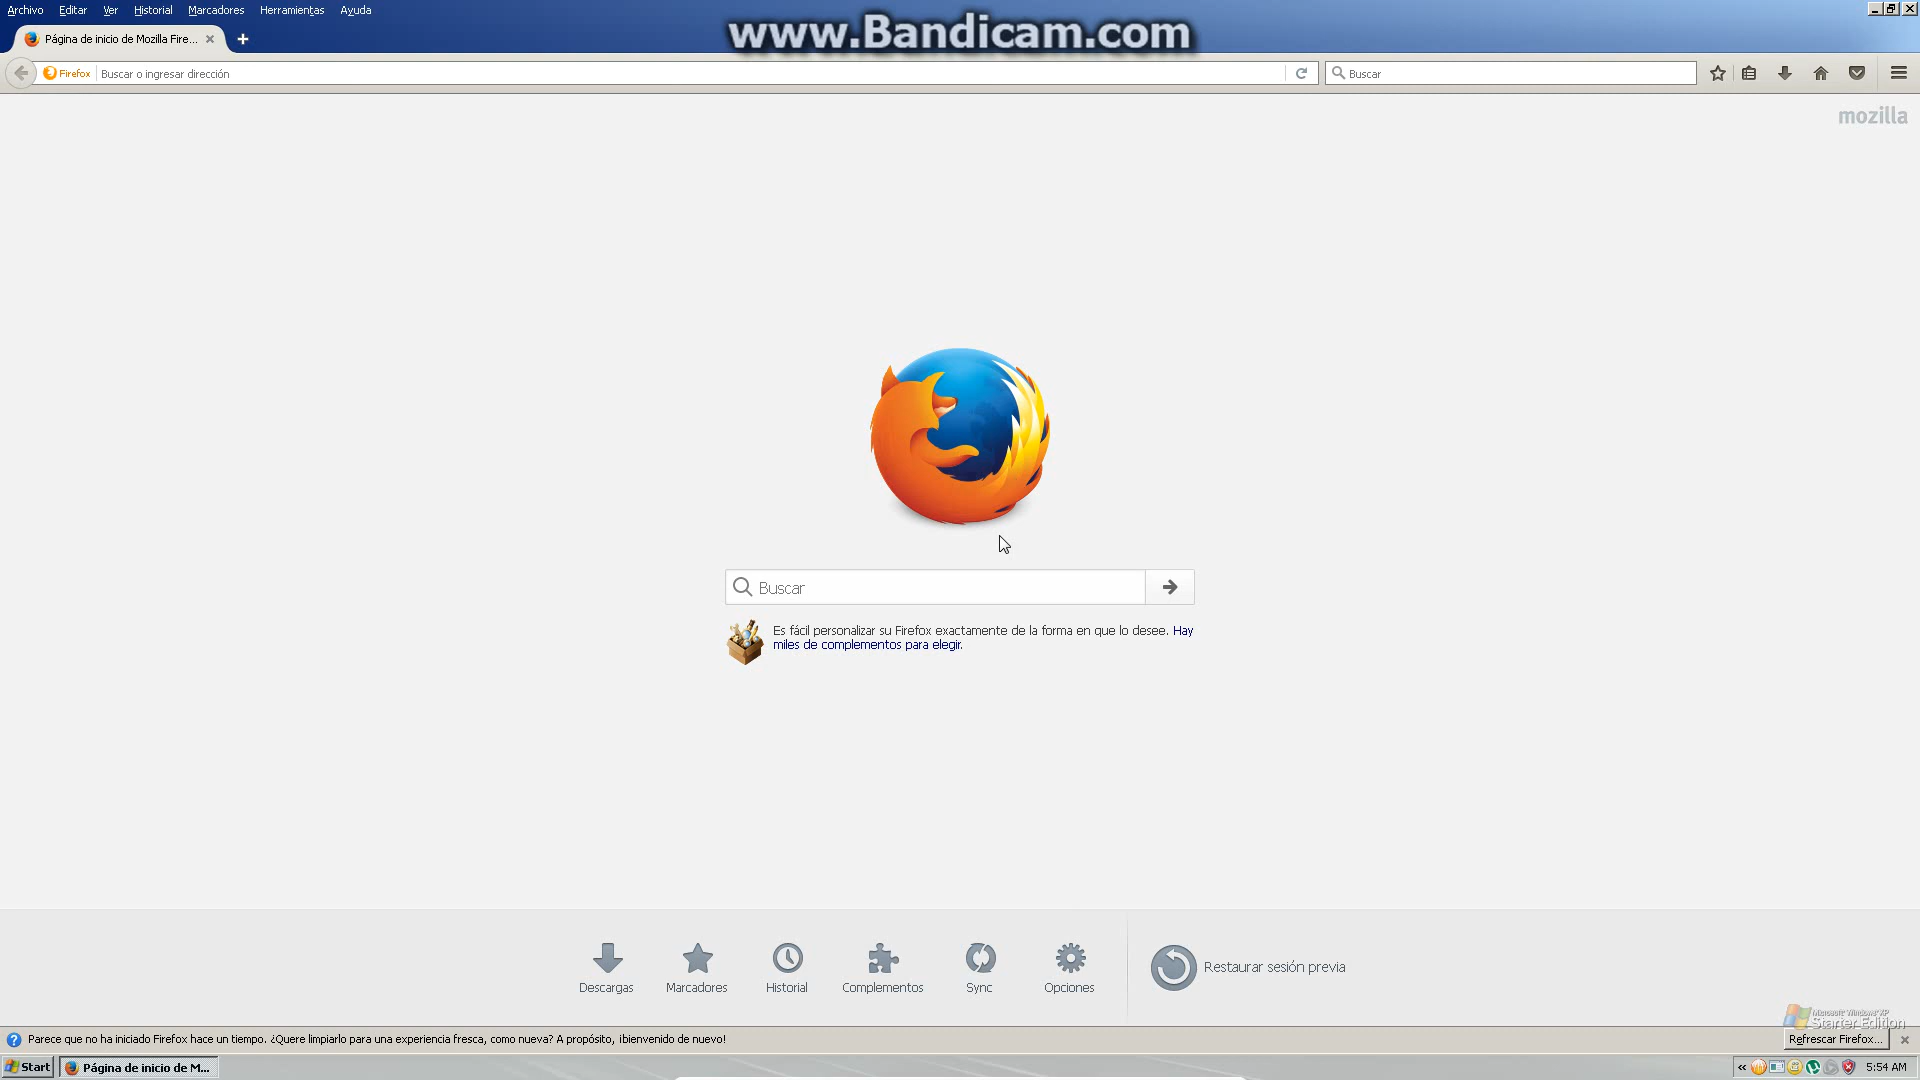 Archivo Editar Ver Historial Marcadores Herramientas Ayuda
www.Bandicam.com
Página de inicio de Mozilla Fire...
Firefox Buscar o ingresar dirección
Buscar
mozilla
Buscar
Es fácil personalizar su Firefox exactamente de la forma en que lo desee. Hay
miles de complementos para elegir.
Descargas Marcadores Historial Complementos Sync Opciones Restaurar sesión previa
Microsoft Windows XP
Starter Edition
Parece que no ha iniciado Firefox hace un tiempo. ¿Quere limpiarlo para una experiencia fresca, como nueva? A propósito, ¡bienvenido de nuevo!
Refrescar Firefox...
Start Página de inicio de M... 5:54 AM